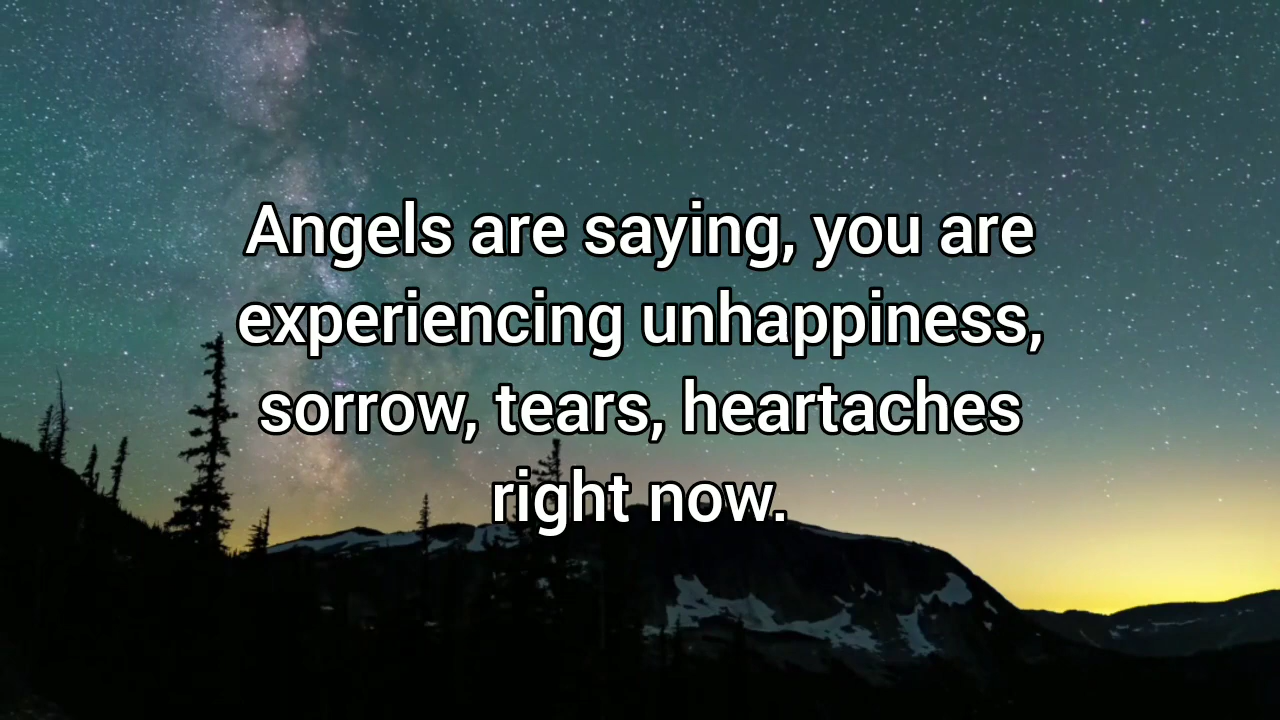 Angels are saying, you are
experiencing unhappiness,
sorrow, tears, heartaches
right now.